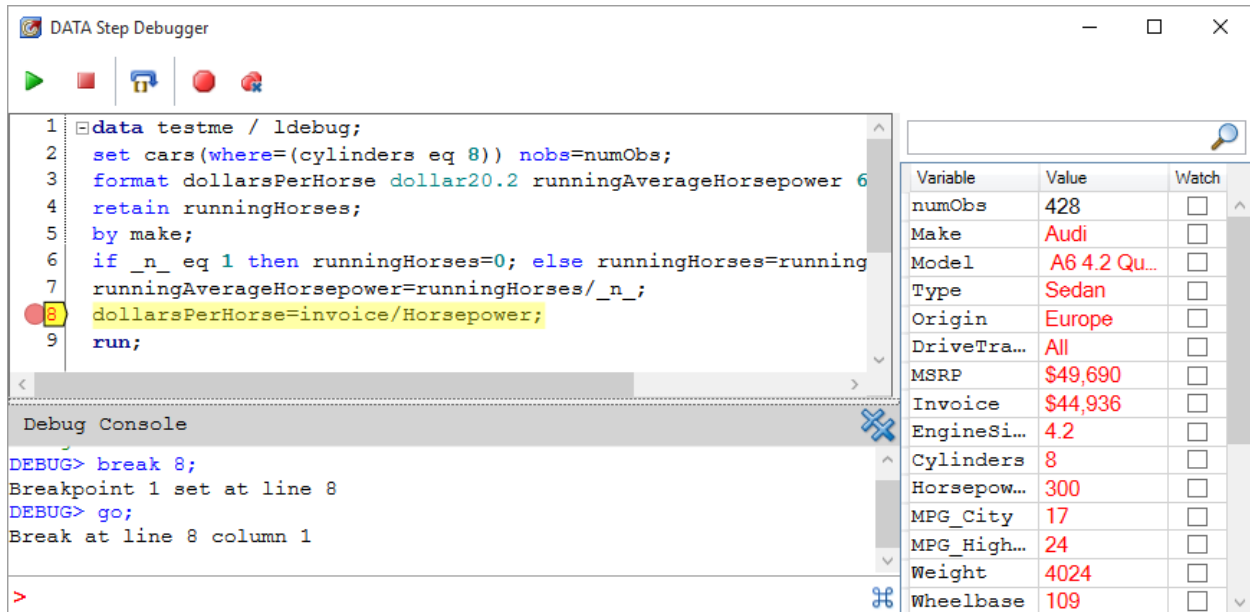 DATA Step Debugger
1 data testme / ldebug;
2 set cars(where=(cylinders eq 8)) nobs=numObs;
3 format dollarsPerHorse dollar20.2 runningAverageHorsepower 6
4 retain runningHorses;
5 by make;
6 if _n_ eq 1 then runningHorses=0; else runningHorses=running
7 runningAverageHorsepower=runningHorses/_n_;
8 dollarsPerHorse=invoice/Horsepower;
9 run;
Debug Console
DEBUG> break 8;
Breakpoint 1 set at line 8
DEBUG> go;
Break at line 8 column 1
>
Variable Value Watch
numObs 428
Make Audi
Model A6 4.2 Qu...
Type Sedan
Origin Europe
DriveTra... All
MSRP $49,690
Invoice $44,936
EngineSi... 4.2
Cylinders 8
Horsepow... 300
MPG_City 17
MPG_High... 24
Weight 4024
Wheelbase 109